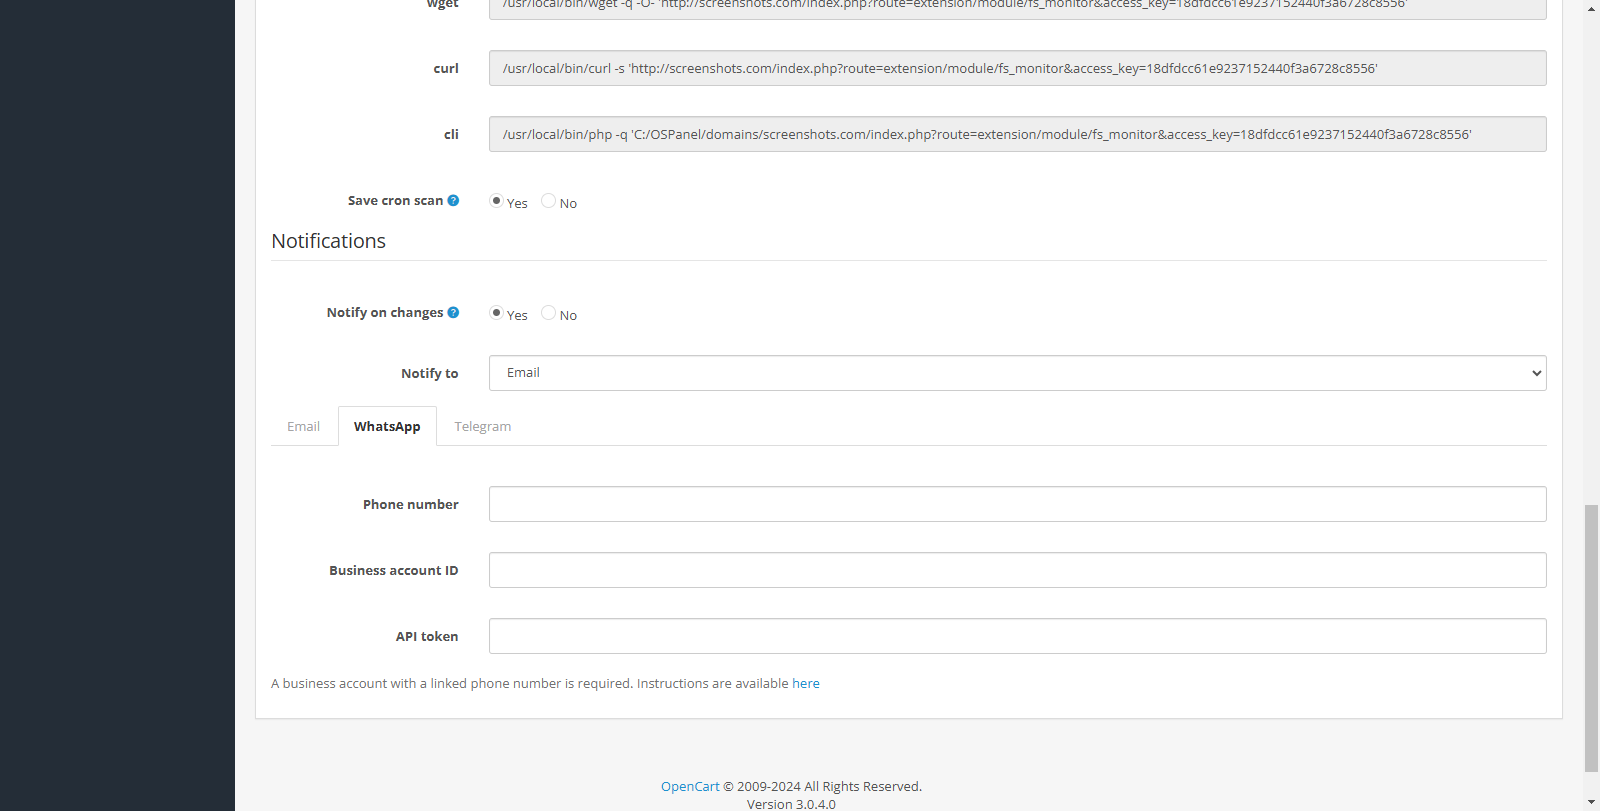 wget /usr/local/bin/wget -q -O- 'http://screenshots.com/index.php?route=extension/module/fs_monitor&access_key=18dfdcc61e9237152440f3a6728c8556'
curl /usr/local/bin/curl -s 'http://screenshots.com/index.php?route=extension/module/fs_monitor&access_key=18dfdcc61e9237152440f3a6728c8556'
cli /usr/local/bin/php -q 'C:/OSPanel/domains/screenshots.com/index.php?route=extension/module/fs_monitor&access_key=18dfdcc61e9237152440f3a6728c8556'
Save cron scan ? Yes No
Notifications
Notify on changes ? Yes No
Notify to Email
Email WhatsApp Telegram
Phone number
Business account ID
API token
A business account with a linked phone number is required. Instructions are available here
OpenCart © 2009-2024 All Rights Reserved.
Version 3.0.4.0